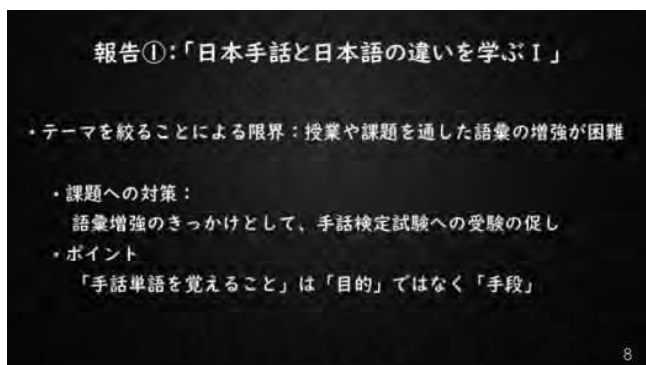 報告①:「日本手話と日本語の違いを学ぶⅠ」
・テーマを絞ることによる限界:授業や課題を通した語彙の増強が困難
・課題への対策:
語彙増強のきっかけとして、手話検定試験への受験の促し
・ポイント
「手話単語を覚えること」は「目的」ではなく「手段」
8